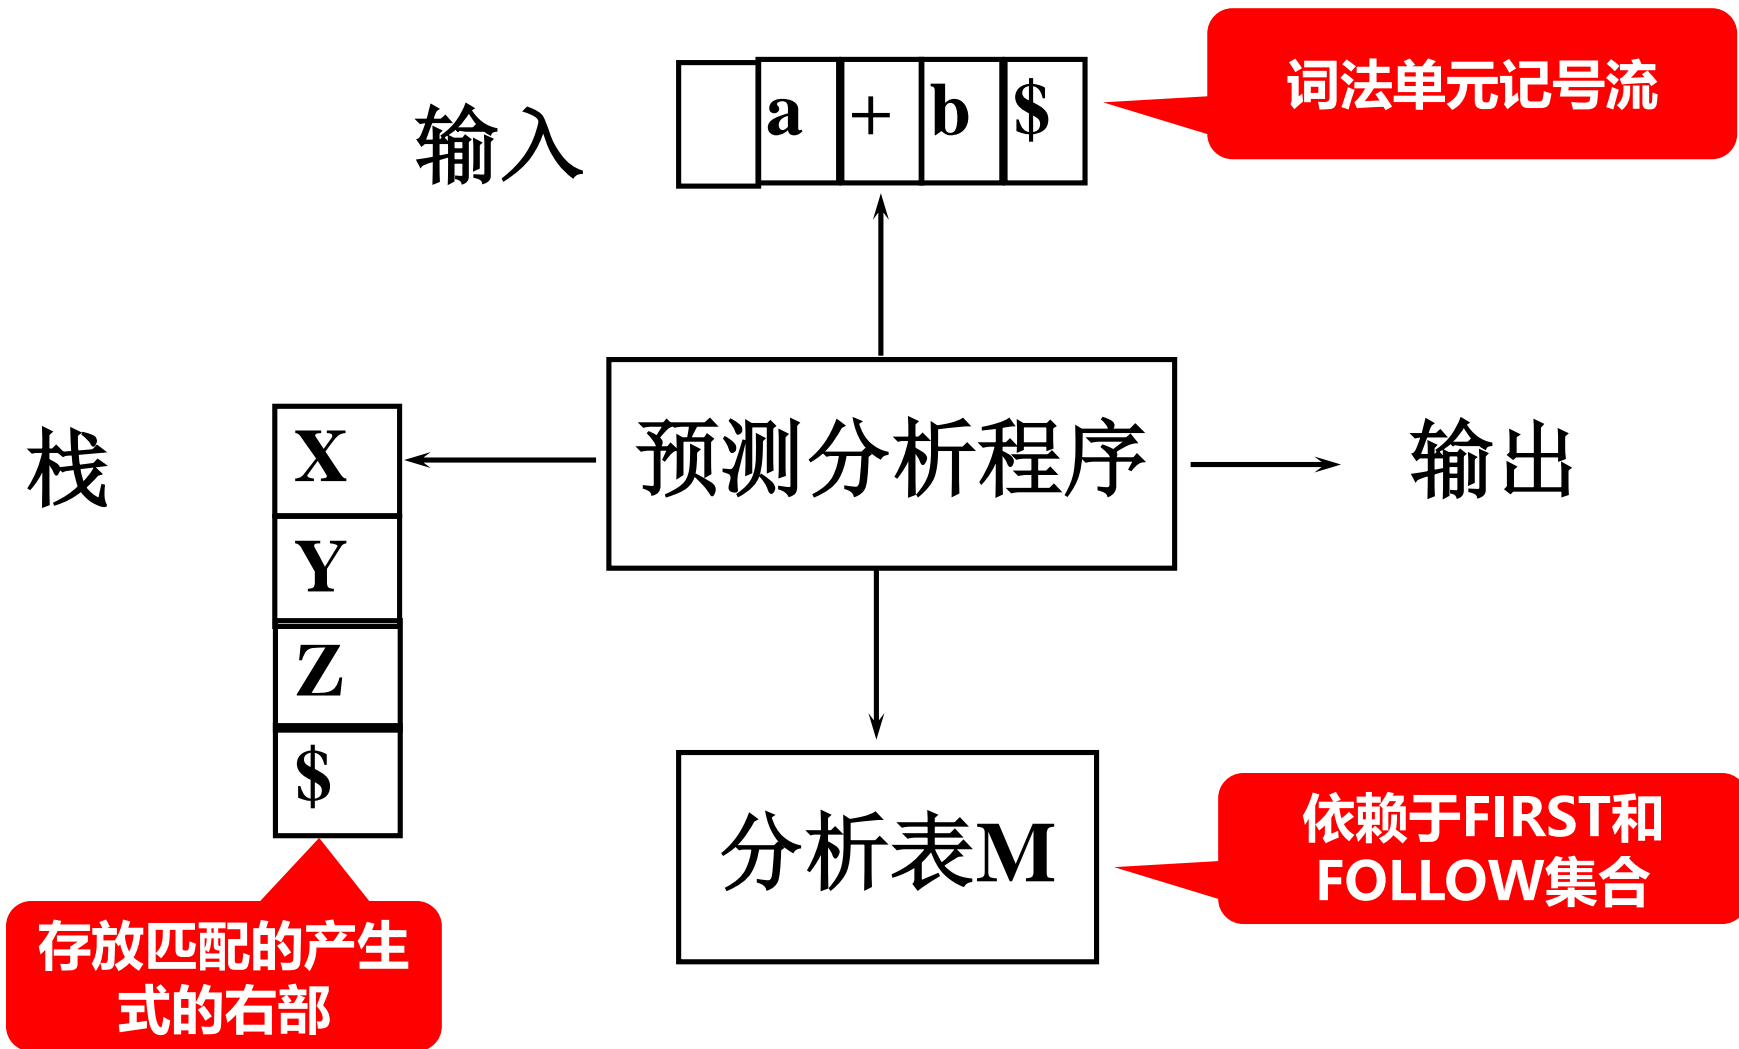 词法单元记号流
输入
a + b $
栈
X
Y
Z
$
预测分析程序
输出
分析表M
依赖于FIRST和
FOLLOW集合
存放匹配的产生
式的右部